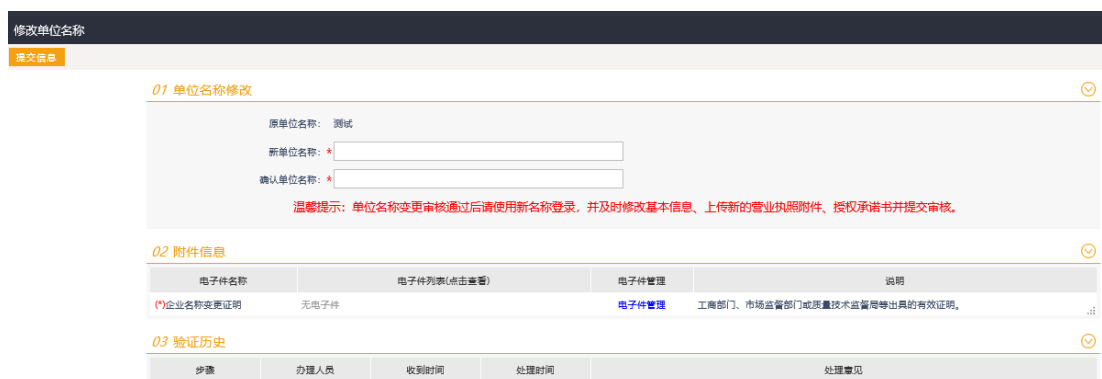 修改单位名称
提交信息
01 单位名称修改
原单位名称： 测试
新单位名称：*
确认单位名称：*
温馨提示：单位名称变更审核通过后请使用新名称登录，并及时修改基本信息、上传新的营业执照附件、授权承诺书并提交审核。
02 附件信息
电子件名称 电子件列表(点击查看) 电子件管理 说明
(*)企业名称变更证明 无电子件 电子件管理 工商部门、市场监督部门或质量技术监督局等出具的有效证明。
03 验证历史
步骤 办理人员 收到时间 处理时间 处理意见